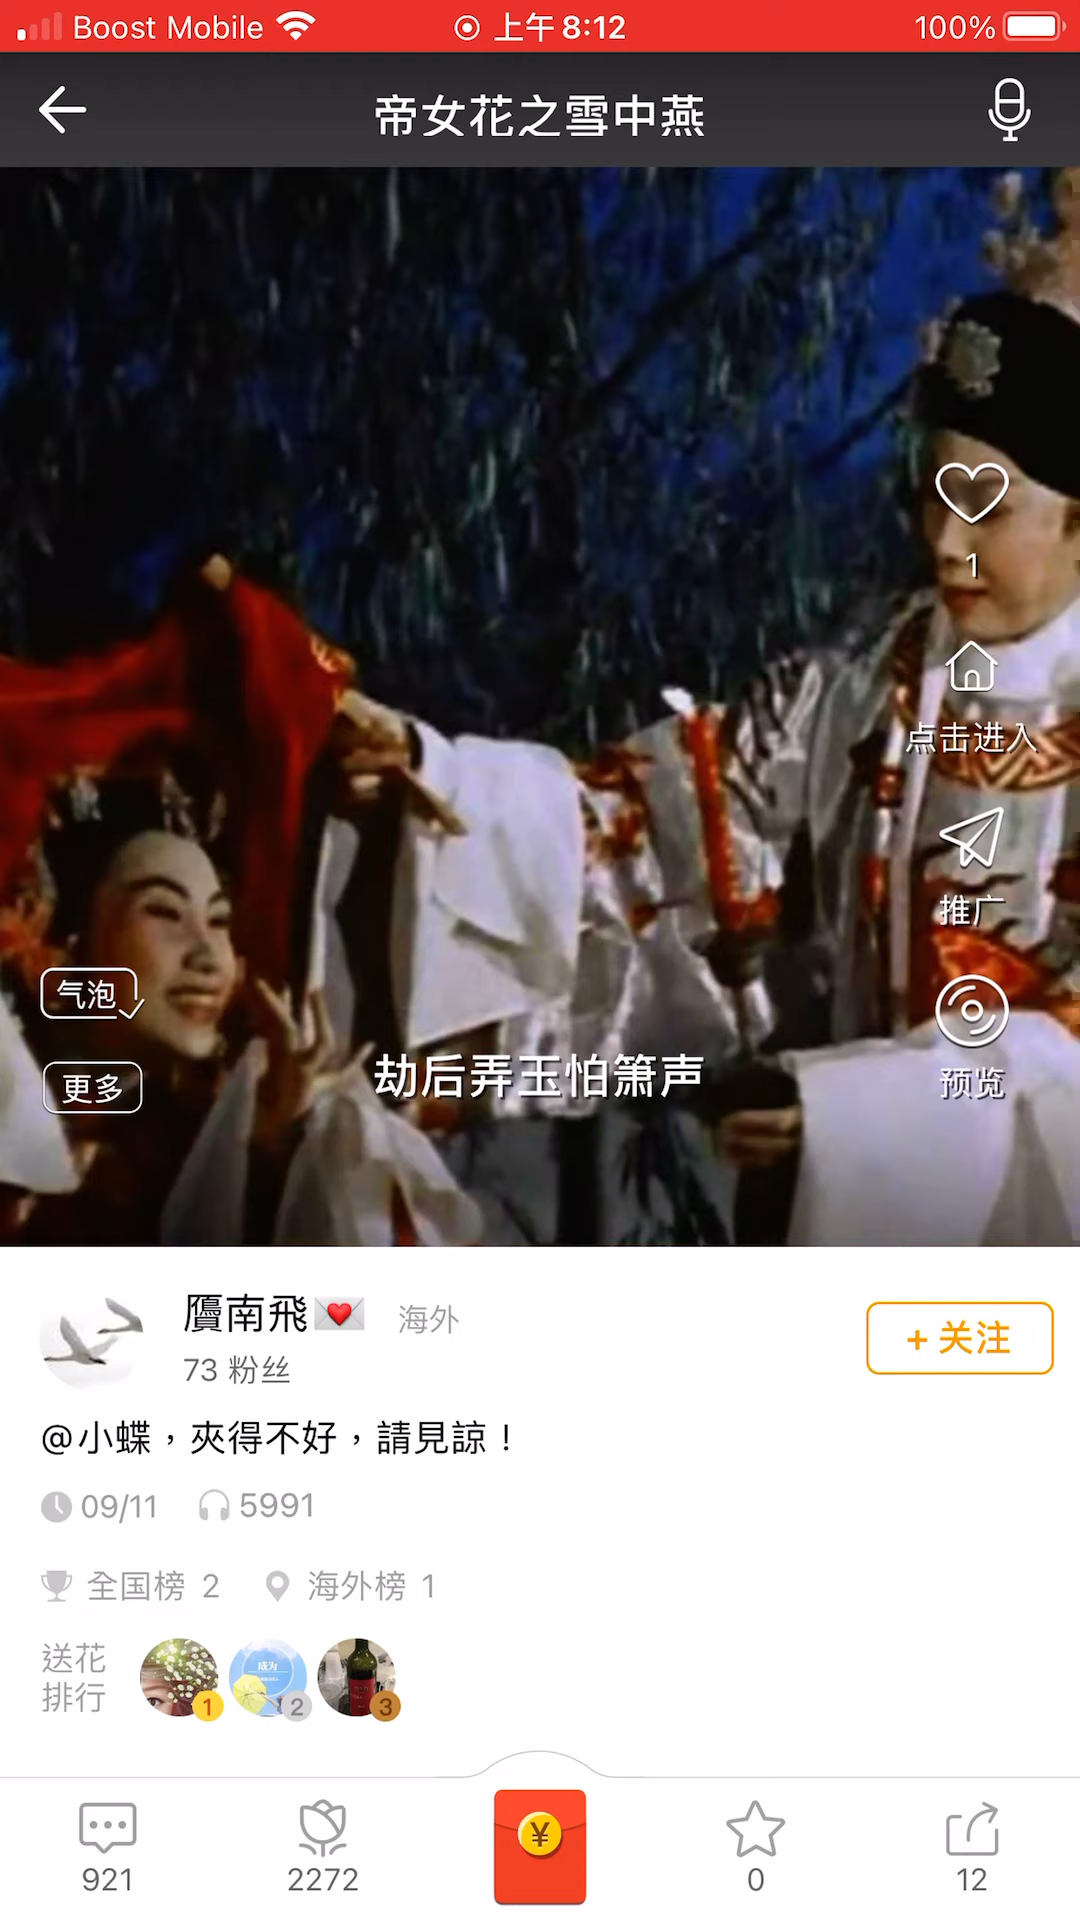 Boost Mobile 上午8:12 100%
帝女花之雪中燕
1
点击进入
推广
气泡
预览
更多
劫后弄玉怕箫声
贗南飛 海外
73 粉丝
+ 关注
@小蝶，夾得不好，請見諒！
09/11 5991
全国榜 2 海外榜 1
送花
排行
成为
1 2 3
¥
921 2272 0 12